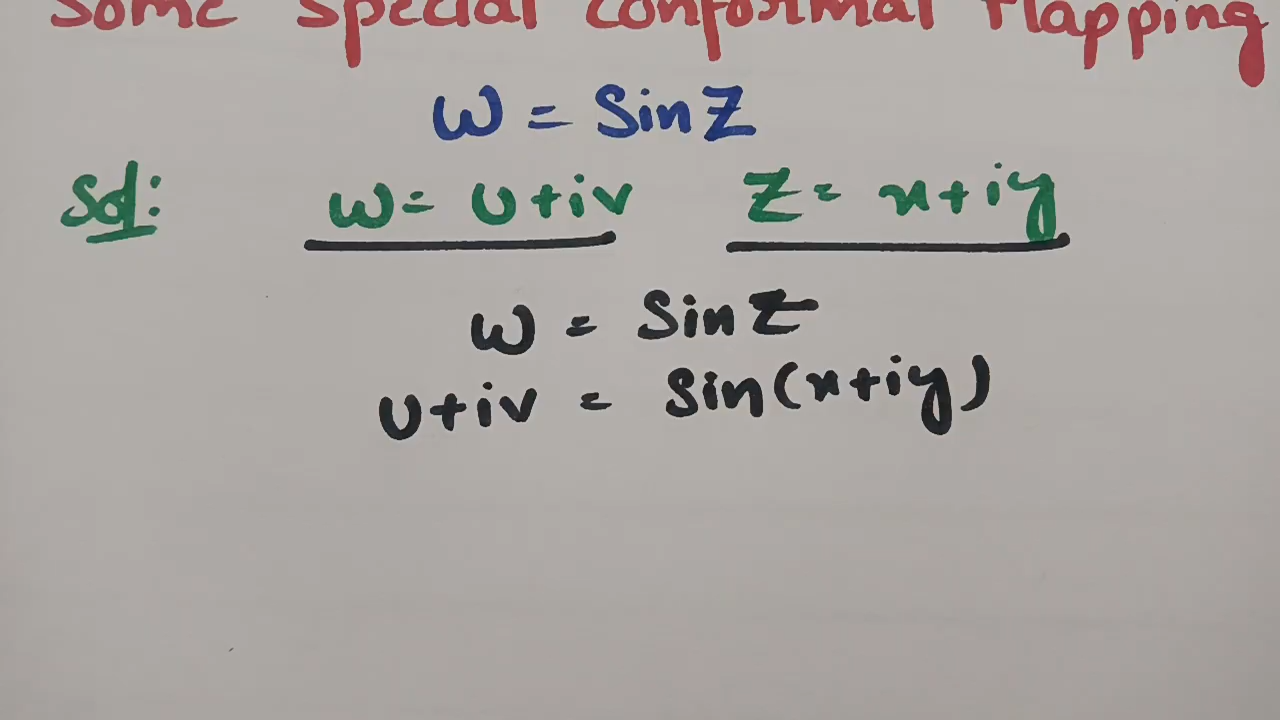 Some Special Conformal Mapping
W = Sin Z
Sol: W = U+iV Z = x+iy
W = Sin Z
U+iV = Sin(x+iy)